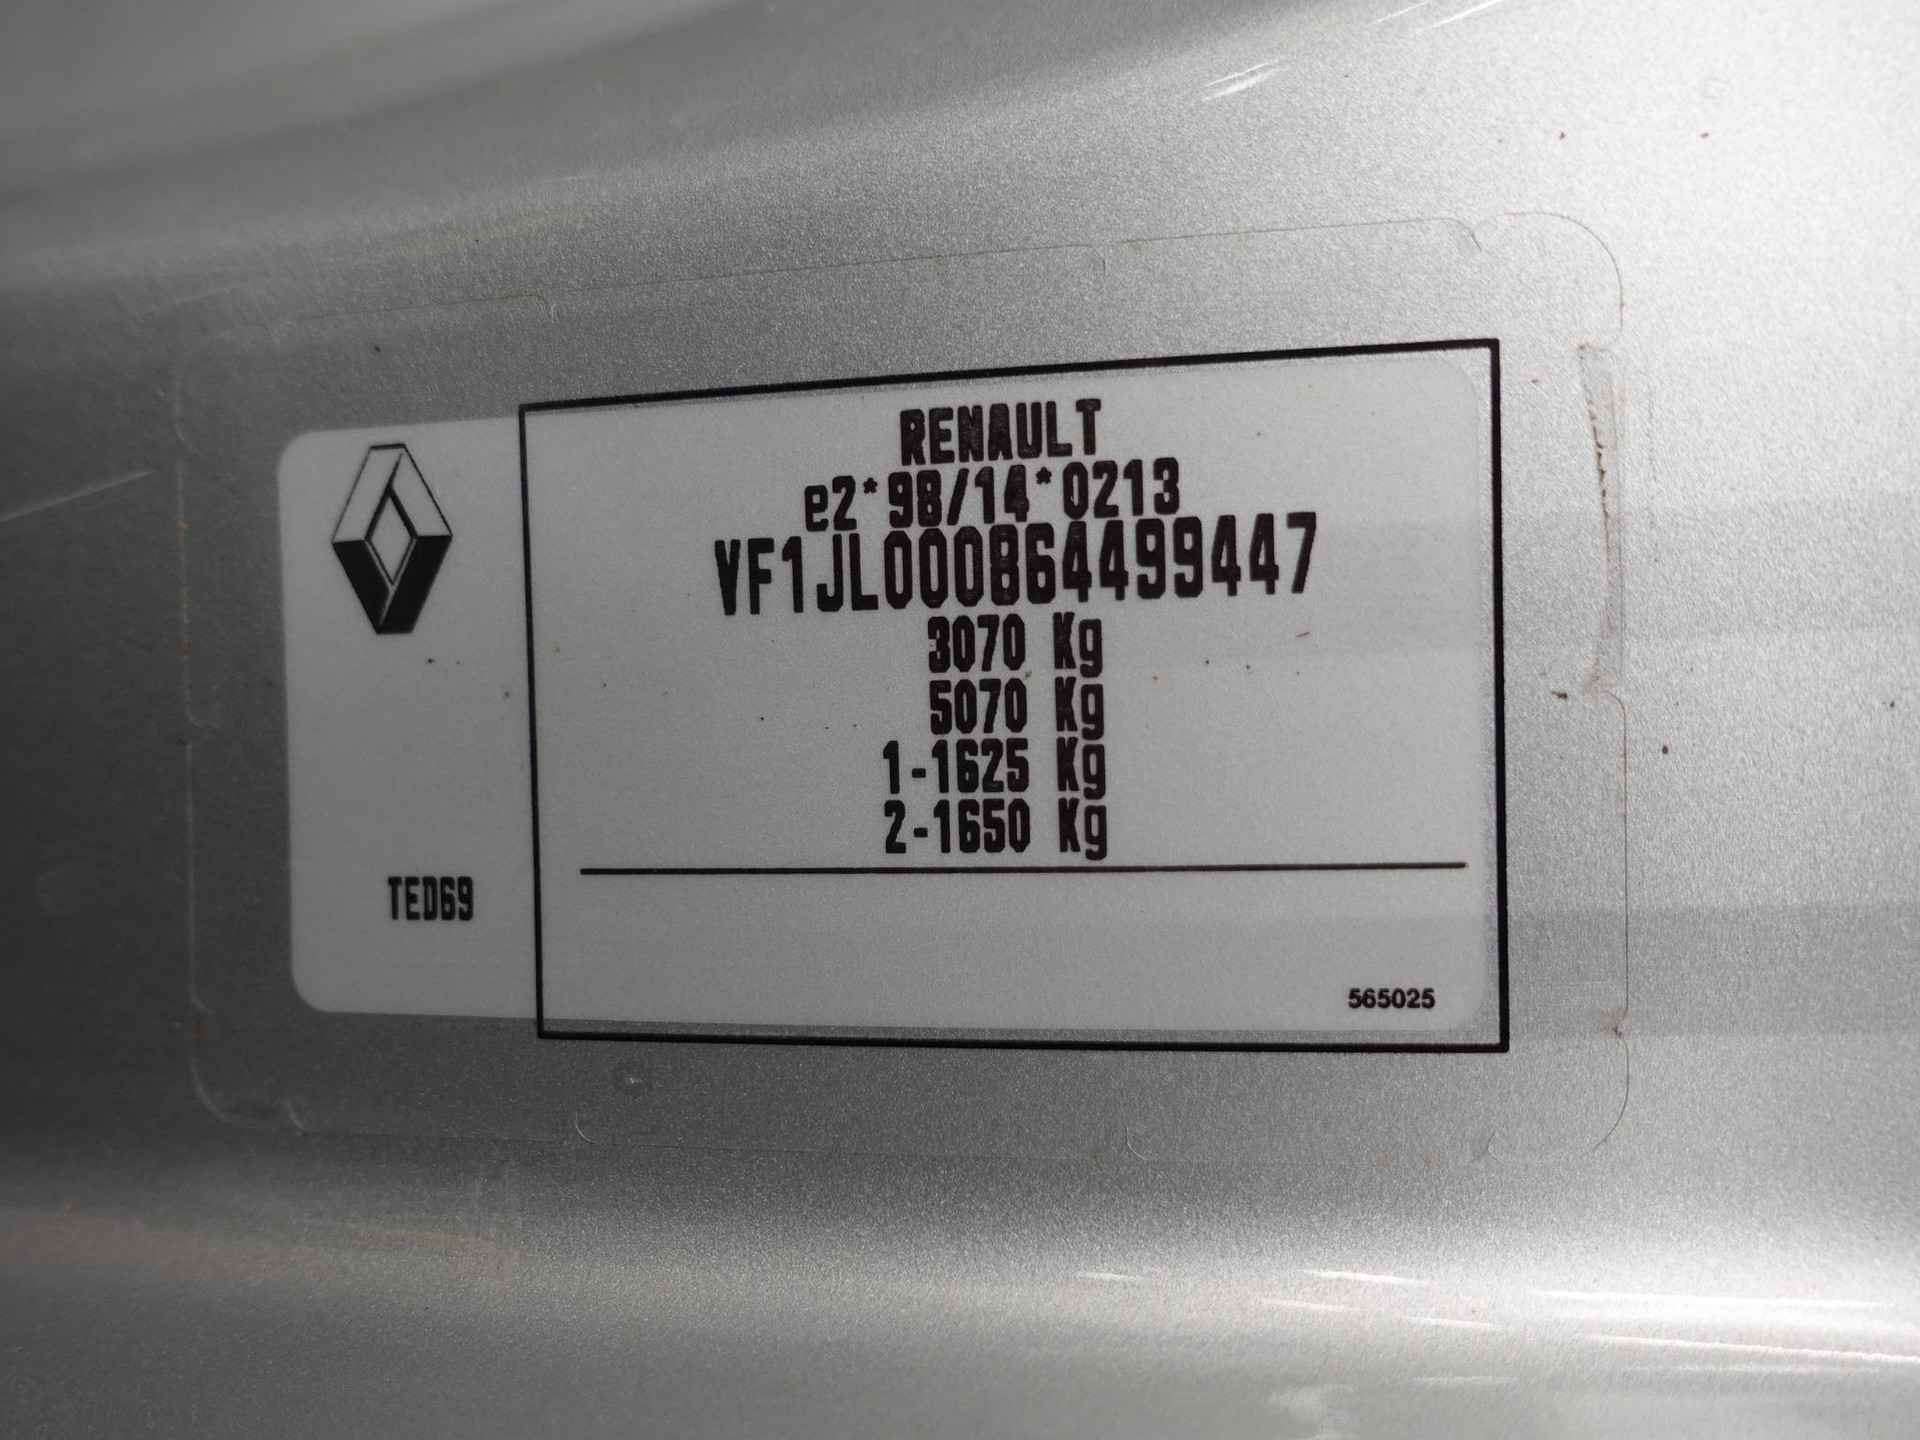 RENAULT
e2*98/14*0213
VF1JL000864499447
3070 Kg
5070 Kg
1-1625 Kg
2-1650 Kg
TED69
565025